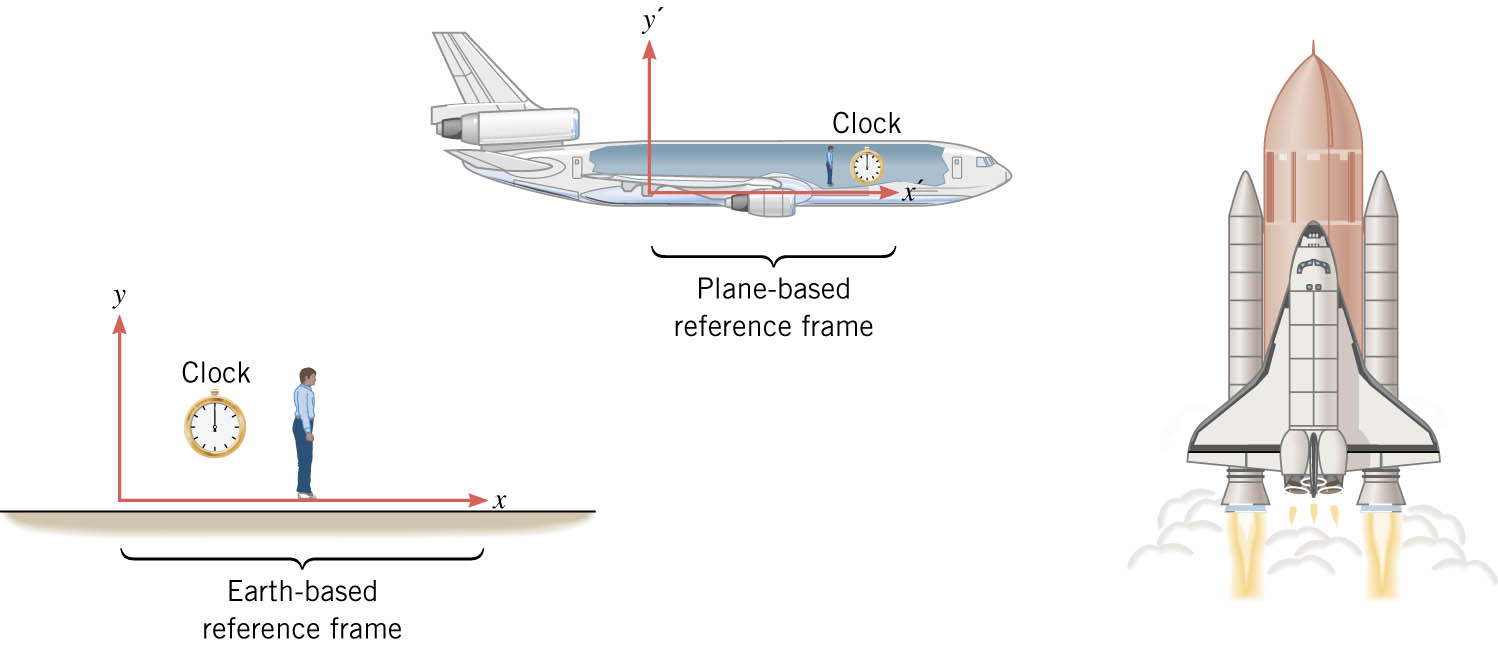 y´
Clock
x´
Plane-based
reference frame
y
Clock
x
Earth-based
reference frame